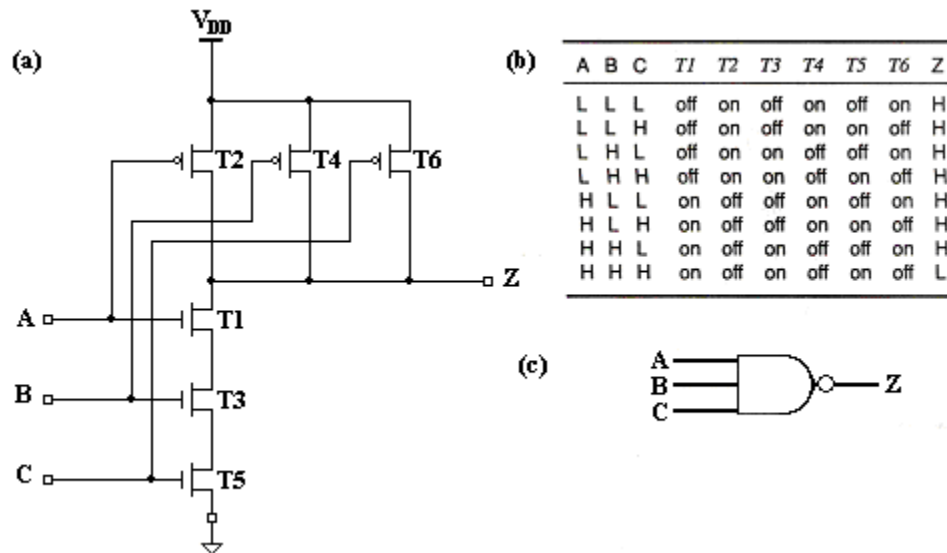 (a)
V_DD
T2
T4
T6
Z
A
T1
B
T3
C
T5
(b)
A B C T1 T2 T3 T4 T5 T6 Z
L L L off on off on off on H
L L H off on off on on off H
L H L off on on off off on H
L H H off on on off on off H
H L L on off off on off on H
H L H on off off on on off H
H H L on off on off off on H
H H H on off on off on off L
(c)
A
B
C
Z